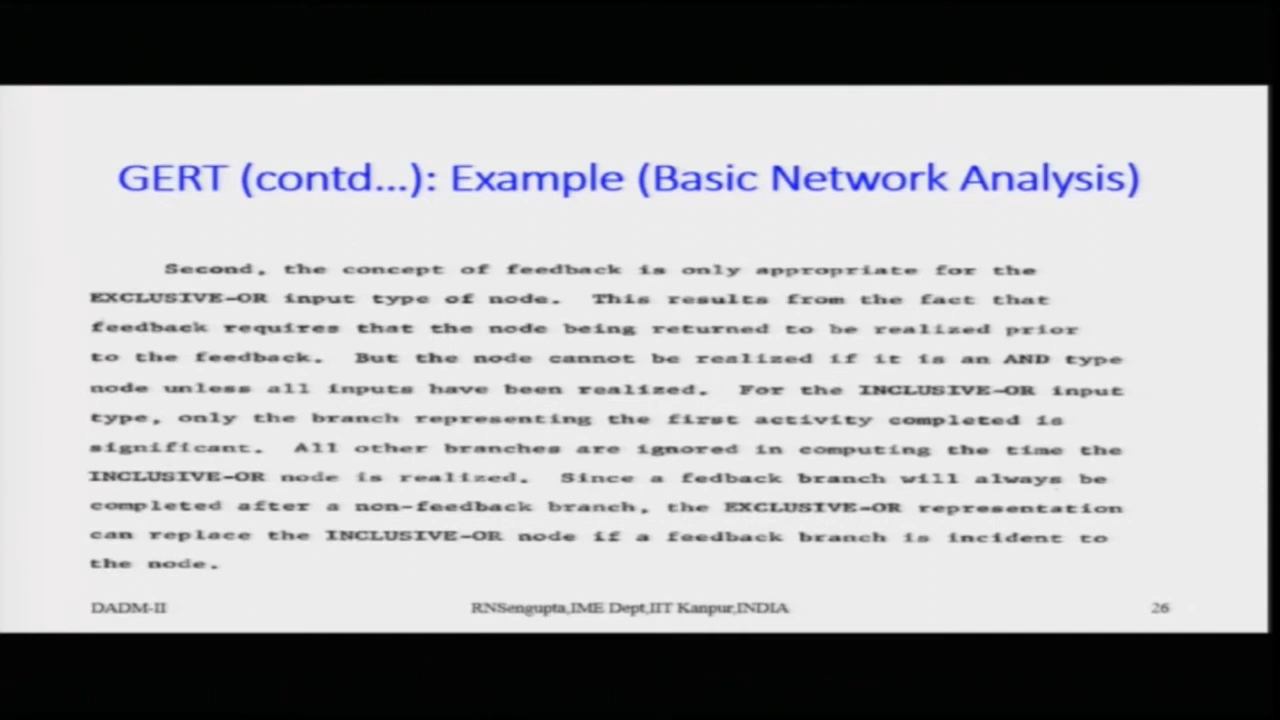 GERT (contd...): Example (Basic Network Analysis)
Second, the concept of feedback is only appropriate for the
EXCLUSIVE-OR input type of node. This results from the fact that
feedback requires that the node being returned to be realized prior
to the feedback. But the node cannot be realized if it is an AND type
node unless all inputs have been realized. For the INCLUSIVE-OR input
type, only the branch representing the first activity completed is
significant. All other branches are ignored in computing the time the
INCLUSIVE-OR node is realized. Since a fedback branch will always be
completed after a non-feedback branch, the EXCLUSIVE-OR representation
can replace the INCLUSIVE-OR node if a feedback branch is incident to
the node.
DADM-II RNSengupta,IME Dept,IIT Kanpur,INDIA 26